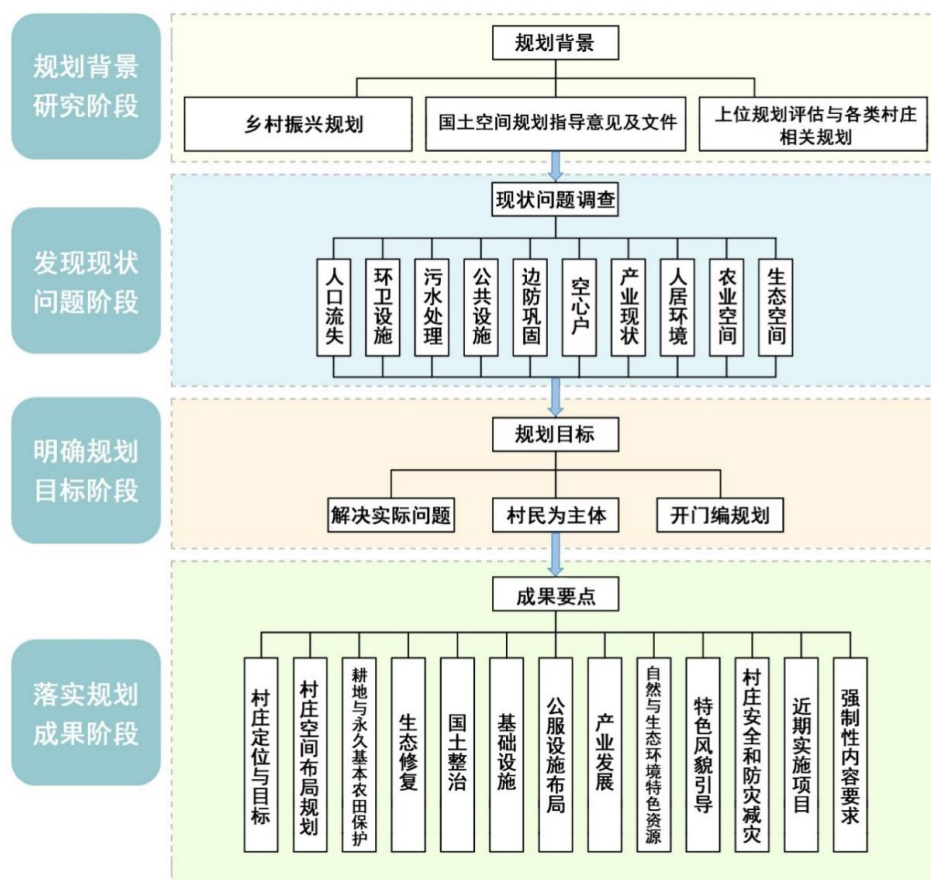 规划背景
研究阶段
规划背景
乡村振兴规划
国土空间规划指导意见及文件
上位规划评估与各类村庄
相关规划
发现现状
问题阶段
现状问题调查
人口流失
环卫设施
污水处理
公共设施
边防巩固
空心户
产业现状
人居环境
农业空间
生态空间
明确规划
目标阶段
规划目标
解决实际问题
村民为主体
开门编规划
落实规划
成果阶段
成果要点
村庄定位与目标
村庄空间布局规划
耕地与永久基本农田保护
生态修复
国土整治
基础设施
公服设施布局
产业发展
自然与生态环境特色资源
特色风貌引导
村庄安全和防灾减灾
近期实施项目
强制性内容要求